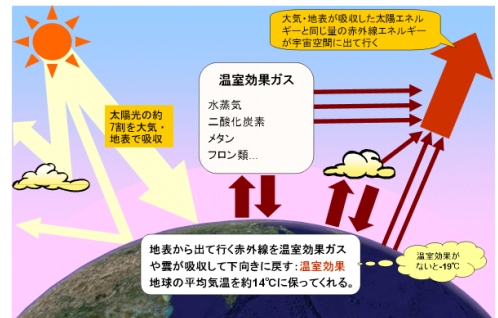 大気・地表が吸収した太陽エネル
ギーと同じ量の赤外線エネルギー
が宇宙空間に出て行く
温室効果ガス
水蒸気
二酸化炭素
メタン
フロン類…
太陽光の約
7割を大気・
地表で吸収
地表から出て行く赤外線を温室効果ガス
や雲が吸収して下向きに戻す：温室効果
地球の平均気温を約14℃に保ってくれる。
温室効果が
ないと-19℃